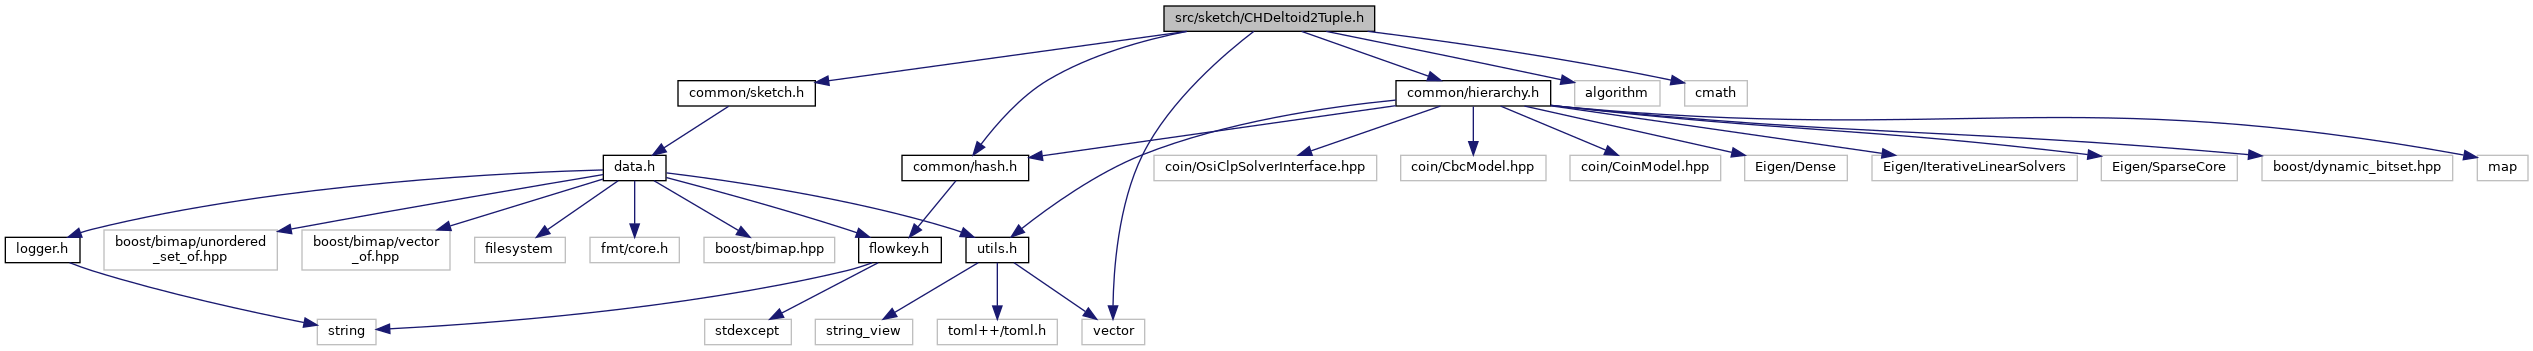 src/sketch/CHDeltoid2Tuple.h
common/sketch.h
common/hierarchy.h
algorithm
cmath
data.h
common/hash.h
coin/OsiClpSolverInterface.hpp
coin/CbcModel.hpp
coin/CoinModel.hpp
Eigen/Dense
Eigen/IterativeLinearSolvers
Eigen/SparseCore
boost/dynamic_bitset.hpp
map
logger.h
boost/bimap/unordered
_set_of.hpp
boost/bimap/vector
_of.hpp
filesystem
fmt/core.h
boost/bimap.hpp
flowkey.h
utils.h
string
stdexcept
string_view
toml++/toml.h
vector